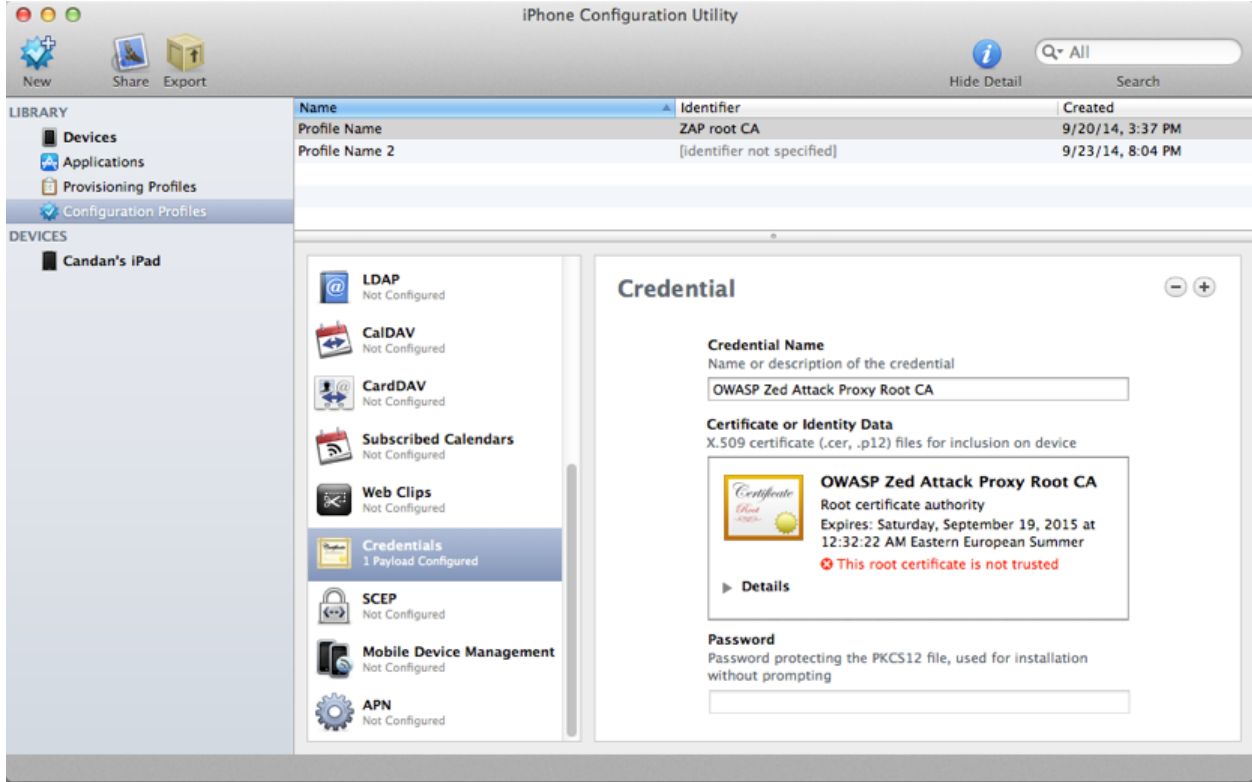 iPhone Configuration Utility
New
Share
Export
Hide Detail
All
Search
LIBRARY
Devices
Applications
Provisioning Profiles
Configuration Profiles
DEVICES
Candan's iPad
Name Identifier Created
Profile Name ZAP root CA 9/20/14, 3:37 PM
Profile Name 2 [identifier not specified] 9/23/14, 8:04 PM
LDAP
Not Configured
CalDAV
Not Configured
CardDAV
Not Configured
Subscribed Calendars
Not Configured
Web Clips
Not Configured
Credentials
1 Payload Configured
SCEP
Not Configured
Mobile Device Management
Not Configured
APN
Not Configured
Credential
Credential Name
Name or description of the credential
OWASP Zed Attack Proxy Root CA
Certificate or Identity Data
X.509 certificate (.cer, .p12) files for inclusion on device
Certificate
Root
OWASP Zed Attack Proxy Root CA
Root certificate authority
Expires: Saturday, September 19, 2015 at
12:32:22 AM Eastern European Summer
This root certificate is not trusted
Details
Password
Password protecting the PKCS12 file, used for installation
without prompting